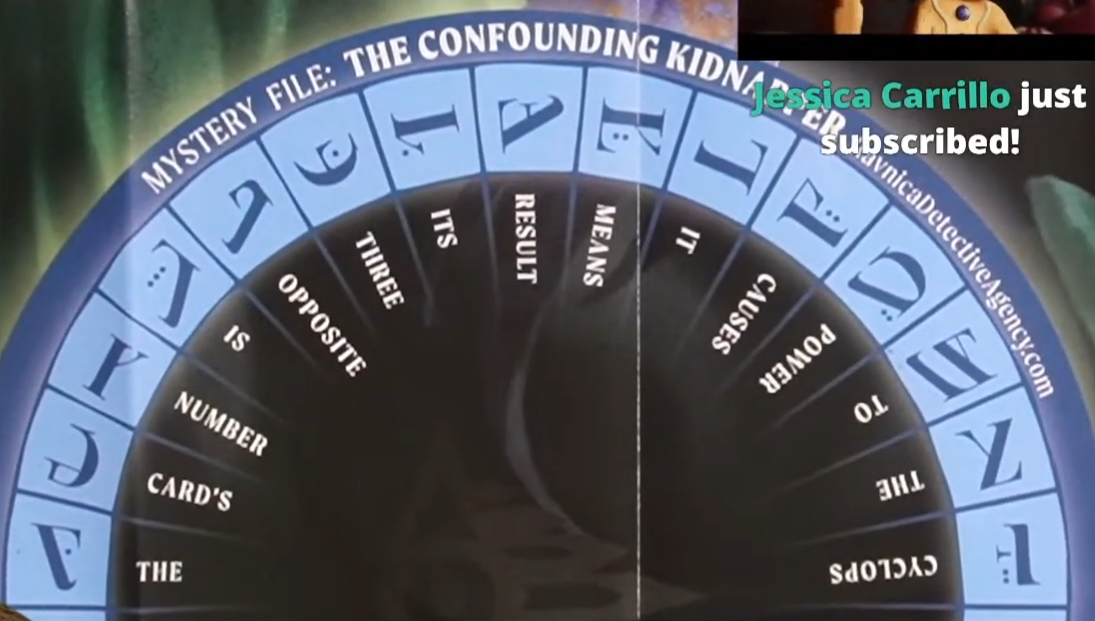 MYSTERY FILE: THE CONFOUNDING KIDNAPPER
RavnicaDetectiveAgency.com
Jessica Carrillo just
subscribed!
THE
CARD'S
NUMBER
IS
OPPOSITE
THREE
ITS
RESULT
MEANS
IT
CAUSES
POWER
TO
THE
CYCLOPS